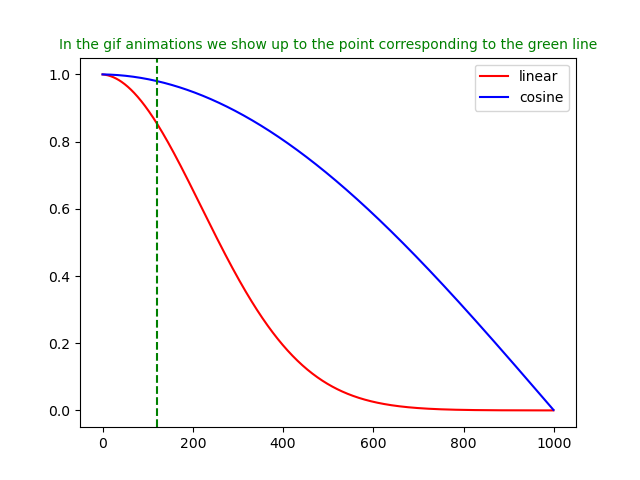 In the gif animations we show up to the point corresponding to the green line
linear
cosine
1.0
0.8
0.6
0.4
0.2
0.0
0 200 400 600 800 1000